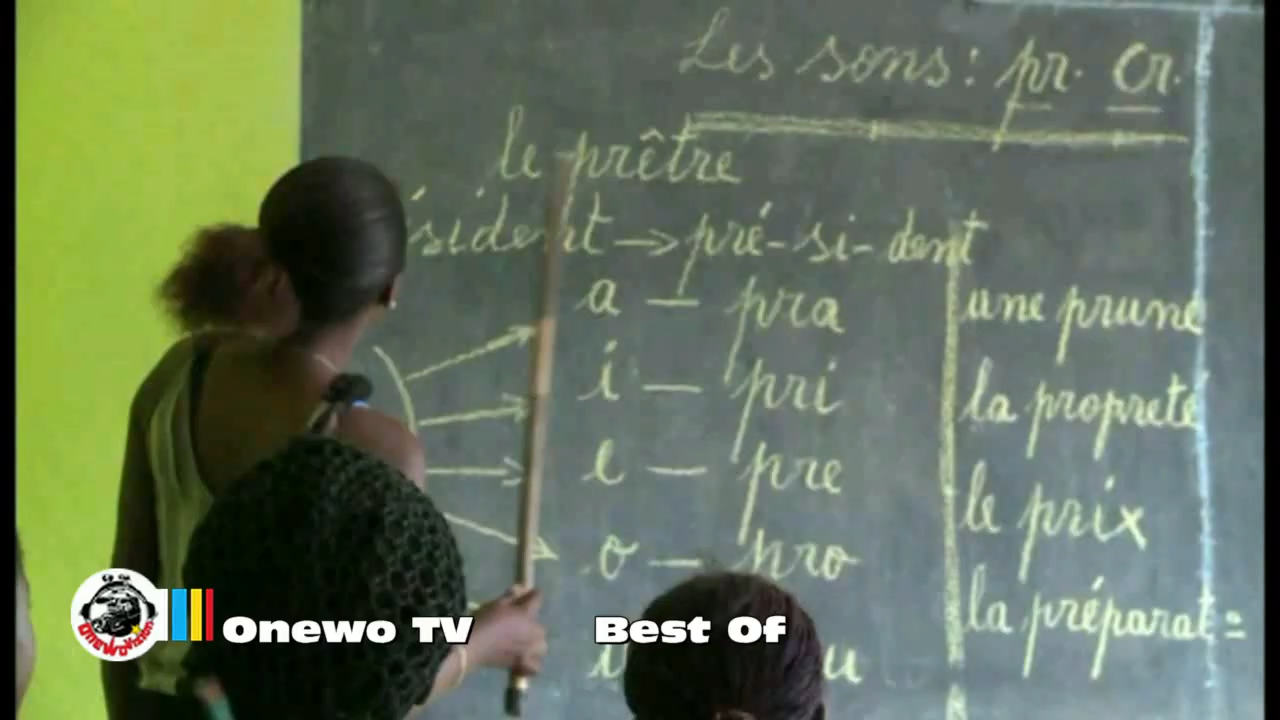 Les sons: pr. Cr.
le prêtre
sident → pré-si-dent
a — pra
i — pri
e — pre
o — pro
u
une prune
la propreté
le prix
la préparat=
Onewo TV
Best Of